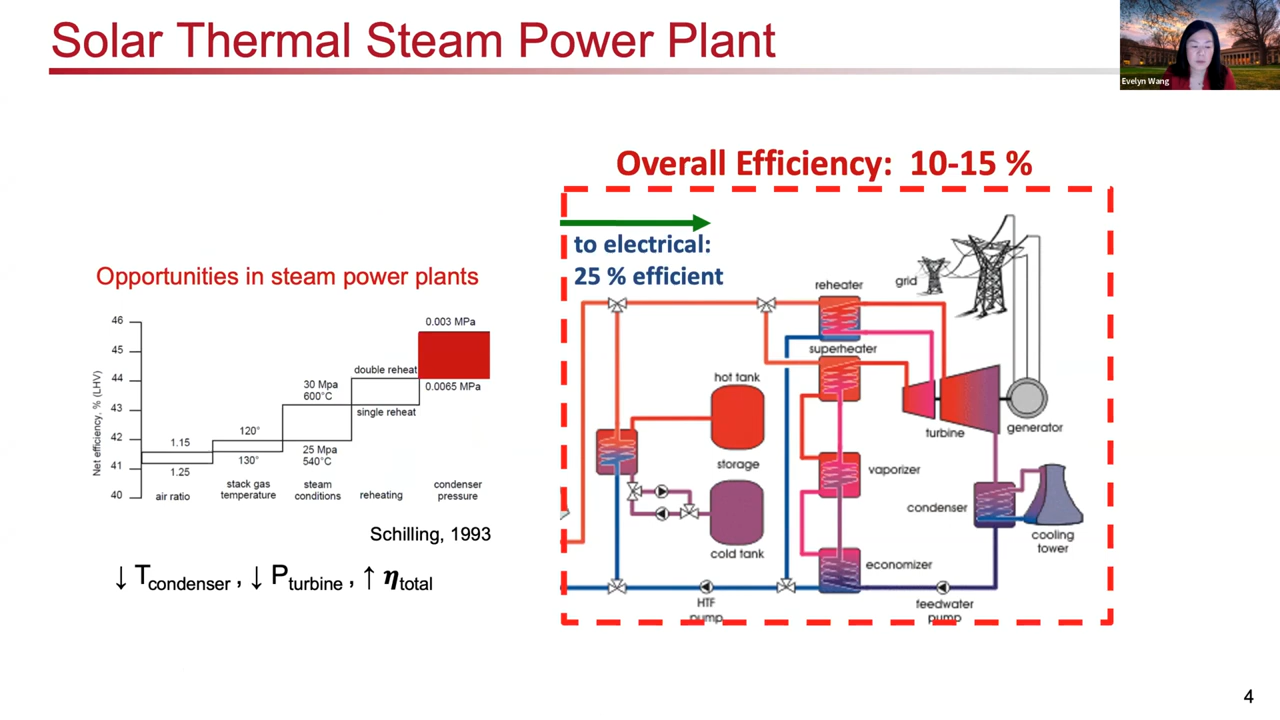 Solar Thermal Steam Power Plant
Evelyn Wang
Overall Efficiency: 10-15 %
to electrical:
25 % efficient
Opportunities in steam power plants
Net efficiency, % (LHV)
46
45
44
43
42
41
40
1.15
1.25
air ratio
120°
130°
stack gas
temperature
30 Mpa
600°C
25 Mpa
540°C
steam
conditions
double reheat
single reheat
reheating
0.003 MPa
0.0065 MPa
condenser
pressure
Schilling, 1993
↓ Tcondenser , ↓ Pturbine , ↑ ηtotal
reheater
grid
superheater
hot tank
storage
turbine
generator
vaporizer
condenser
cooling
tower
cold tank
economizer
HTF
pump
feedwater
pump
4